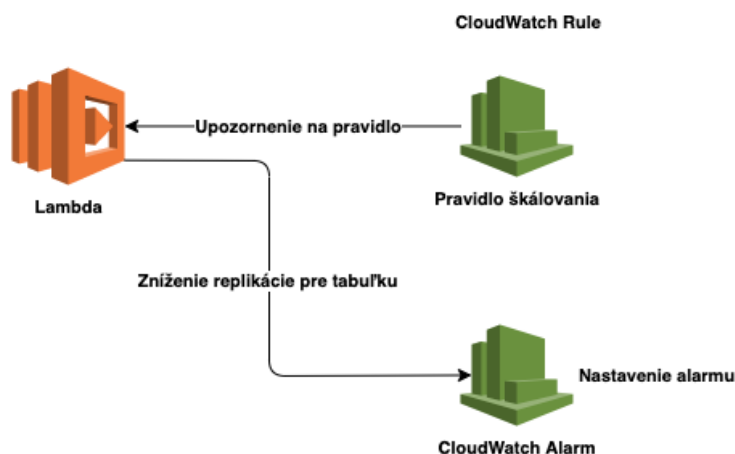 CloudWatch Rule
Upozornenie na pravidlo
Lambda
Pravidlo škálovania
Zníženie replikácie pre tabuľku
Nastavenie alarmu
CloudWatch Alarm